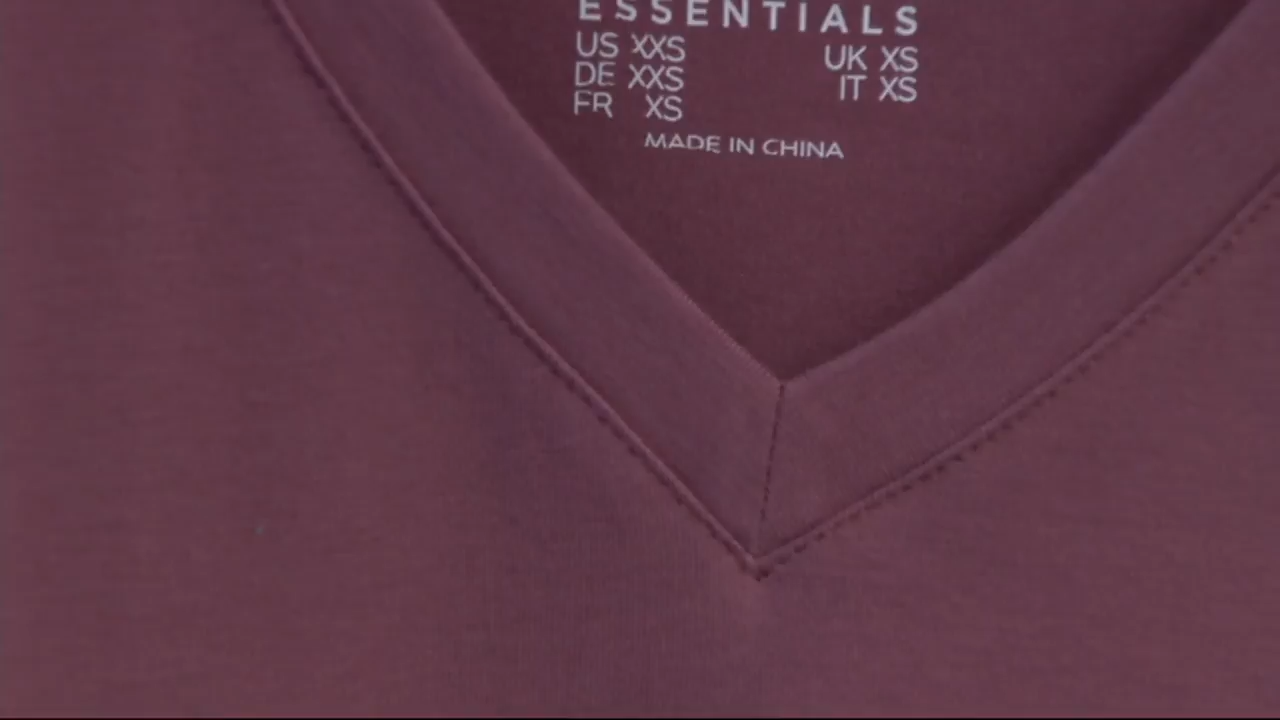 ESSENTIALS
US XXS UK XS
DE XXS IT XS
FR XS
MADE IN CHINA